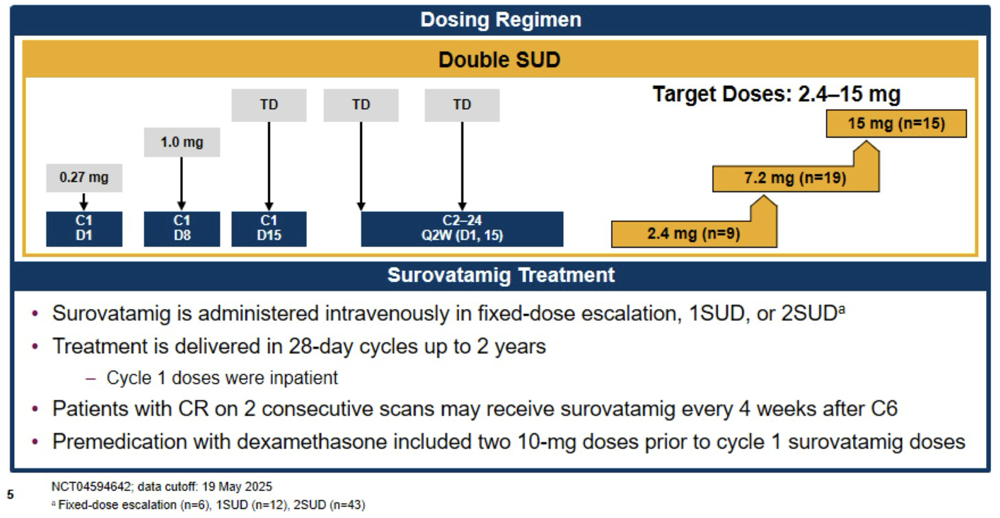 Dosing Regimen
Double SUD
TD
TD
TD
Target Doses: 2.4–15 mg
15 mg (n=15)
1.0 mg
0.27 mg
7.2 mg (n=19)
C1
D1
C1
D8
C1
D15
C2–24
Q2W (D1, 15)
2.4 mg (n=9)
Surovatamig Treatment
• Surovatamig is administered intravenously in fixed-dose escalation, 1SUD, or 2SUDᵃ
• Treatment is delivered in 28-day cycles up to 2 years
– Cycle 1 doses were inpatient
• Patients with CR on 2 consecutive scans may receive surovatamig every 4 weeks after C6
• Premedication with dexamethasone included two 10-mg doses prior to cycle 1 surovatamig doses
5
NCT04594642; data cutoff: 19 May 2025
ᵃ Fixed-dose escalation (n=6), 1SUD (n=12), 2SUD (n=43)